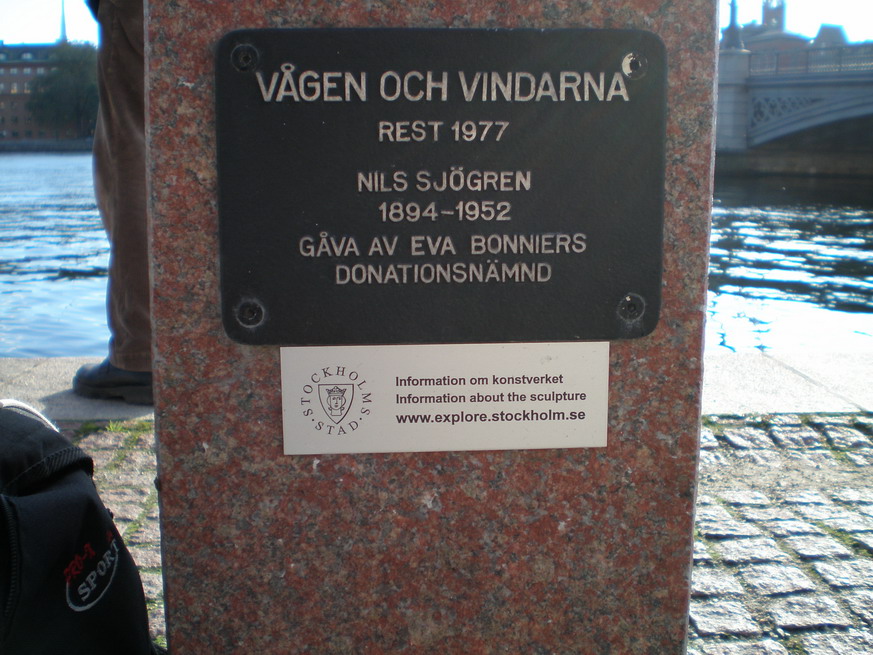 VÅGEN OCH VINDARNA
REST 1977
NILS SJÖGREN
1894-1952
GÅVA AV EVA BONNIERS
DONATIONSNÄMND
STOCKHOLMS
STAD
Information om konstverket
Information about the sculpture
www.explore.stockholm.se
PRO-X
SPORT